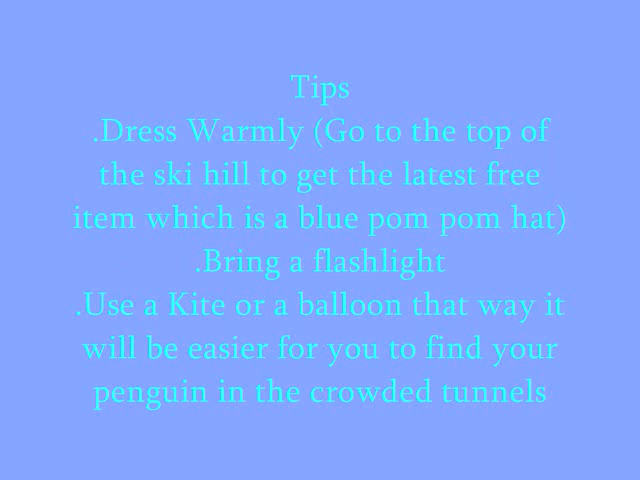 Tips
.Dress Warmly (Go to the top of
the ski hill to get the latest free
item which is a blue pom pom hat)
.Bring a flashlight
.Use a Kite or a balloon that way it
will be easier for you to find your
penguin in the crowded tunnels